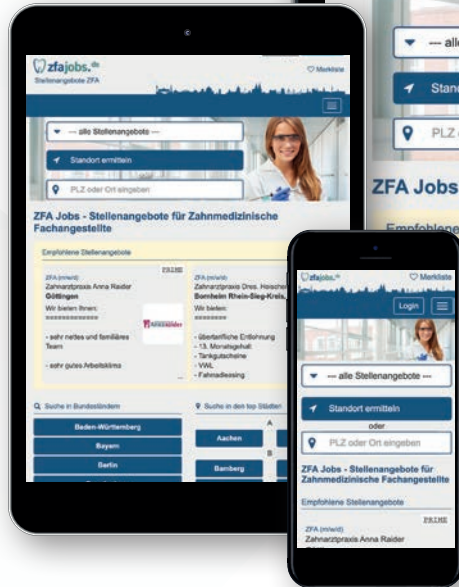 zfajobs.de
Stellenangebote ZFA
Merkliste
--- alle Stellenangebote ---
Standort ermitteln
PLZ oder Ort eingeben
ZFA Jobs - Stellenangebote für Zahnmedizinische
Fachangestellte
Empfohlene Stellenangebote
PRIME
ZFA (m/w/d)
Zahnarztpraxis Anna Raider
Göttingen
Wir bieten Ihnen:
=============
- sehr nettes und familiäres
Team
- sehr gutes Arbeitsklima
...
ZFA (m/w/d)
Zahnarztpraxis Dres.
Bornheim Rhein-Sieg-Kreis,
Wir bieten:
=============
- übertarifliche Entlohnung
- 13. Monatsgehalt
- Tankgutscheine
- VWL
- Fahrradleasing
Suche in Bundesländern
Baden-Württemberg
Bayern
Berlin
Suche in den top Städten
A
Aachen
B
Bamberg
--- alle
Stand
PLZ
ZFA Jobs
Empfohlene
zfajobs.de
Merkliste
Login
--- alle Stellenangebote ---
Standort ermitteln
oder
PLZ oder Ort eingeben
ZFA Jobs - Stellenangebote für
Zahnmedizinische Fachangestellte
Empfohlene Stellenangebote
PRIME
ZFA (m/w/d)
Zahnarztpraxis Anna Raider